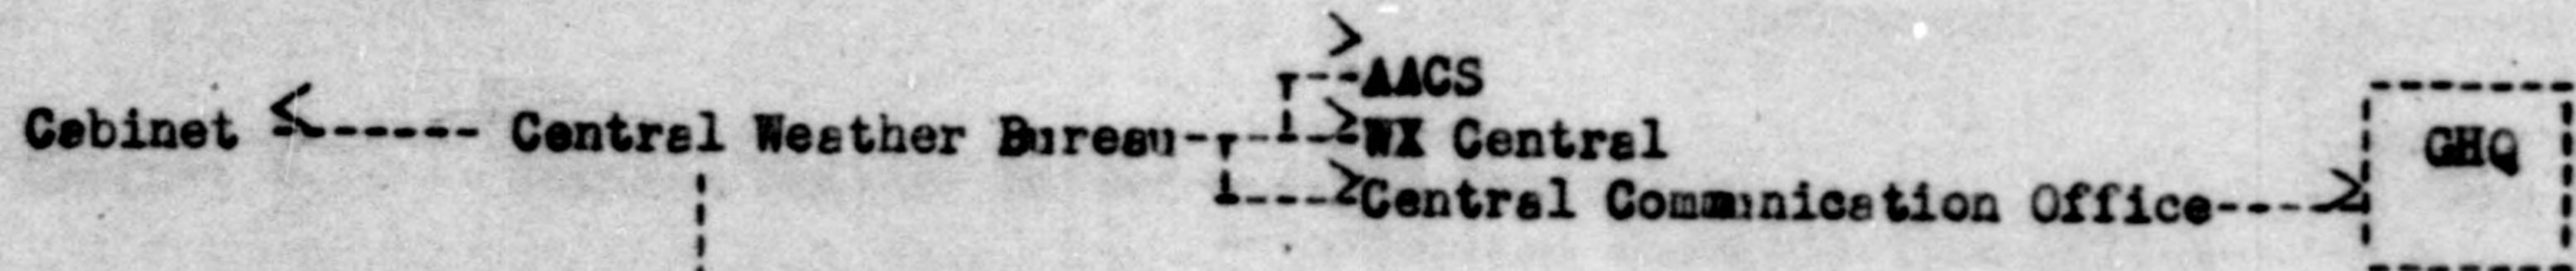 AACS
Cabinet <------ Central Weather Bureau------>WX Central
GHQ
Central Communication Office---->